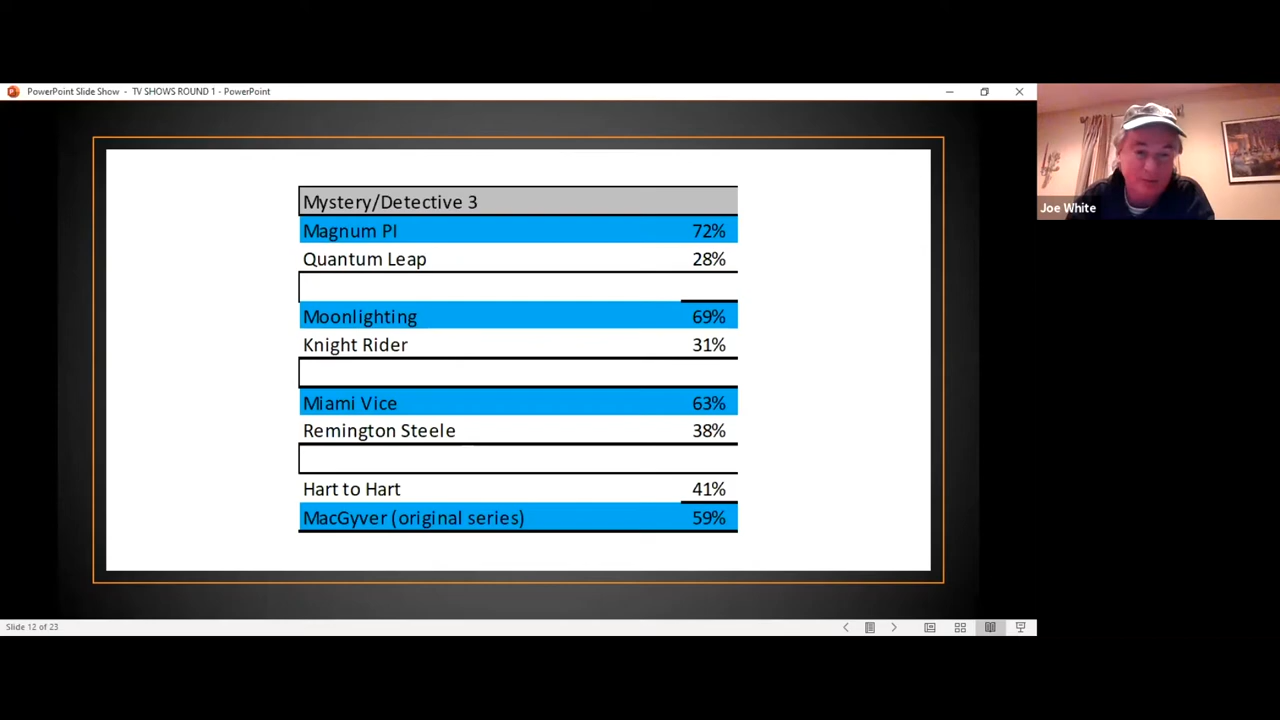 PowerPoint Slide Show - TV SHOWS ROUND 1 - PowerPoint
Joe White
Mystery/Detective 3
Magnum PI 72%
Quantum Leap 28%
Moonlighting 69%
Knight Rider 31%
Miami Vice 63%
Remington Steele 38%
Hart to Hart 41%
MacGyver (original series) 59%
Slide 12 of 23